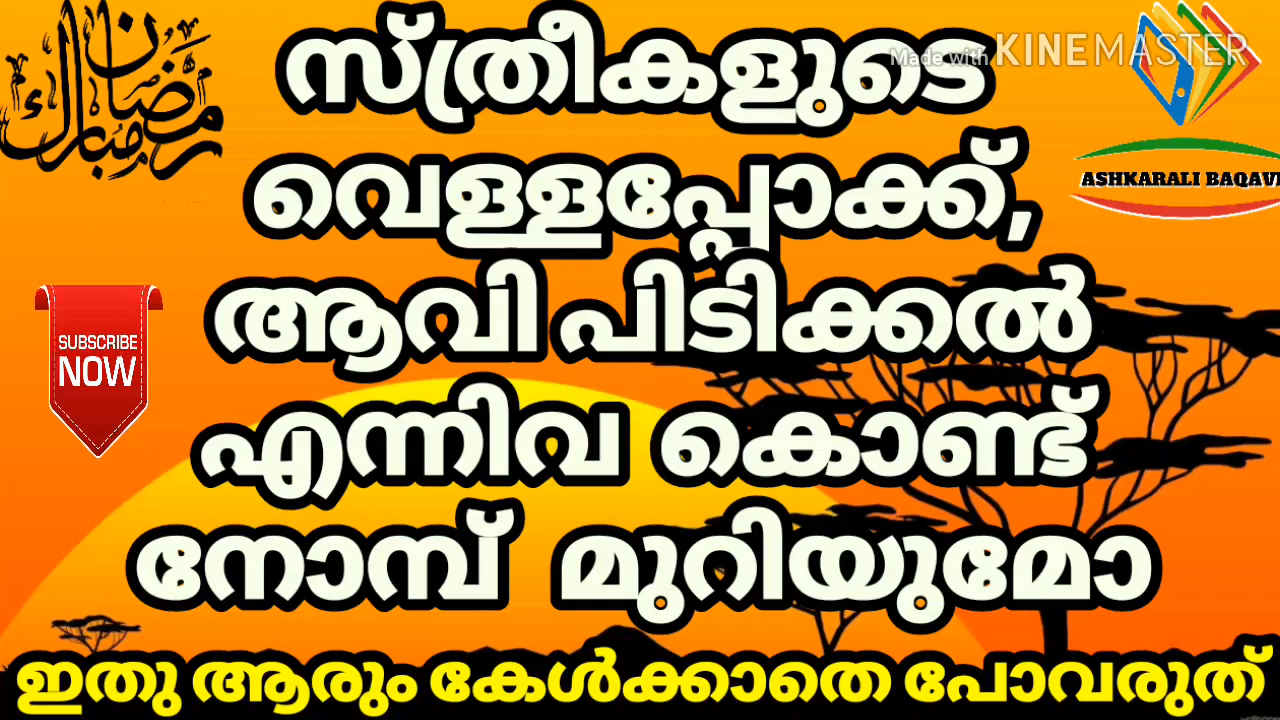 رمضان مبارك
Made with KINEMASTER
സ്ത്രീകളുടെ
ASHKARALI BAQAVI
വെള്ളപ്പോക്ക്,
ആവി പിടിക്കൽ
SUBSCRIBE
NOW
എന്നിവ കൊണ്ട്
നോമ്പ് മുറിയുമോ
ഇതു ആരും കേൾക്കാതെ പോവരുത്